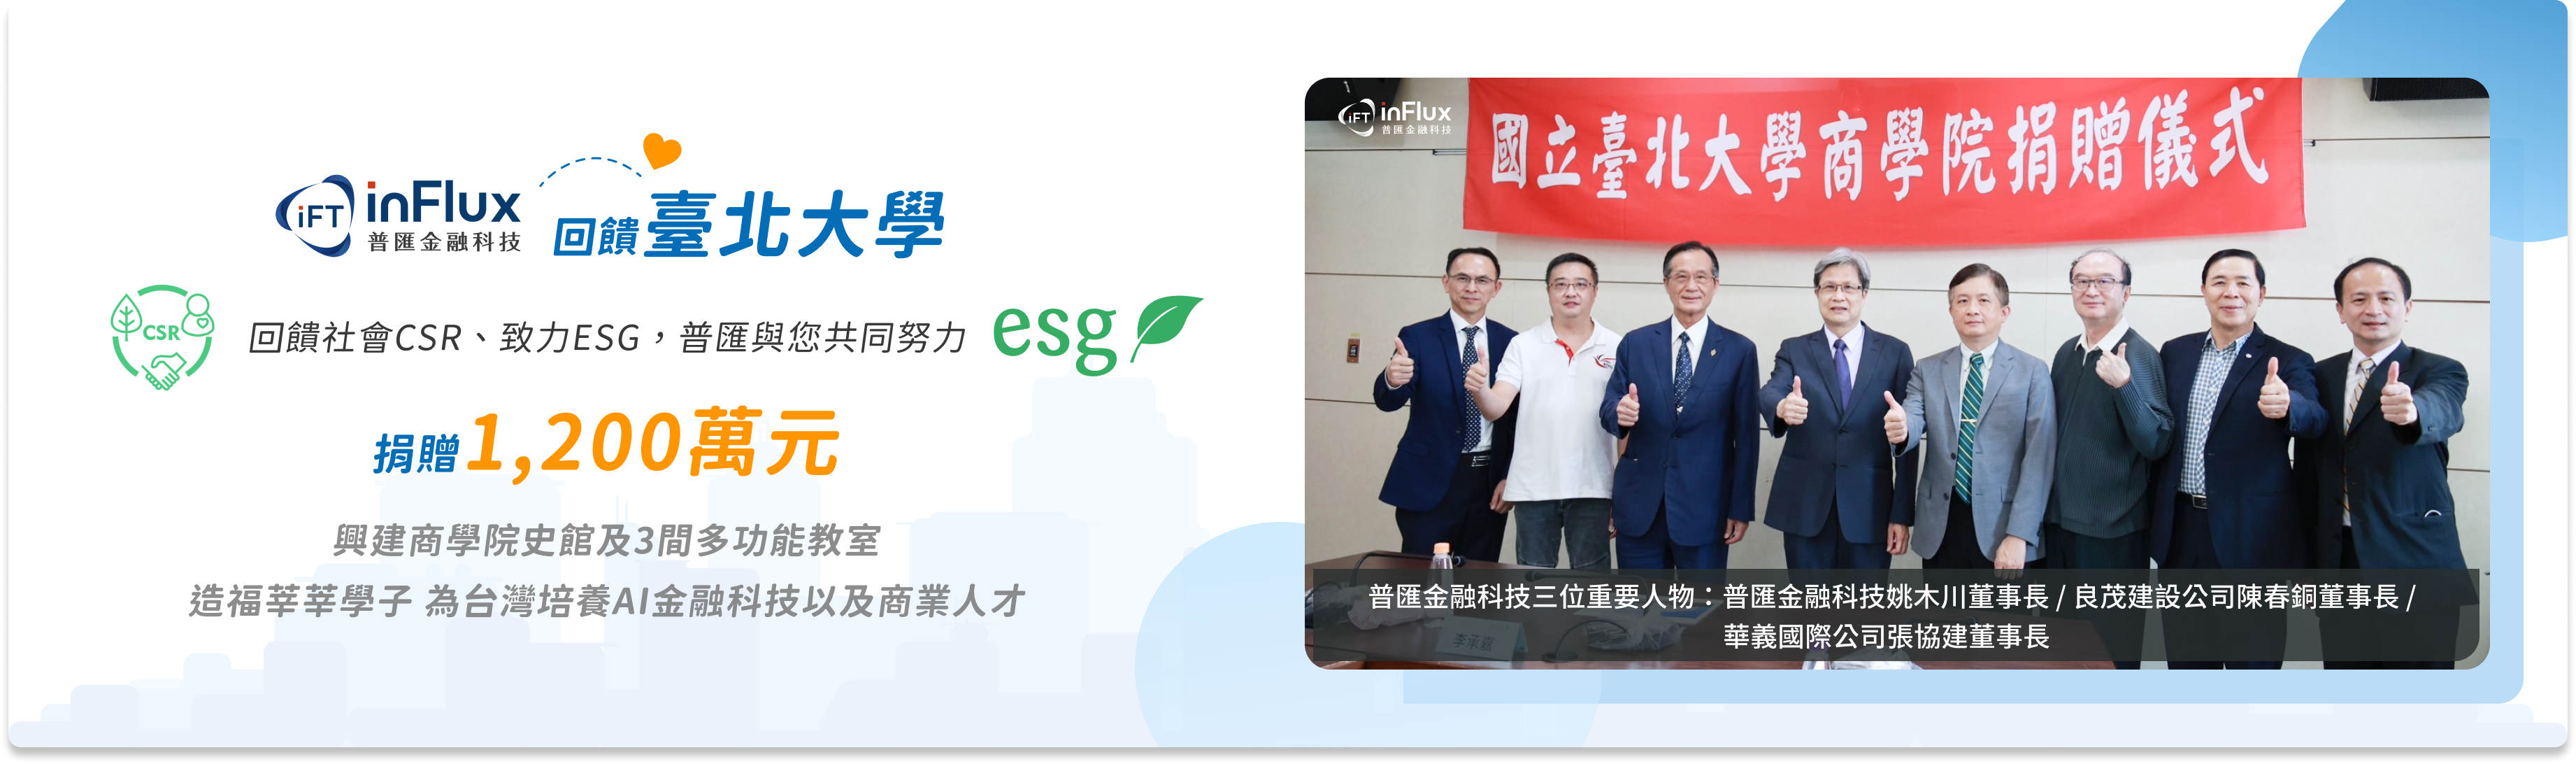 iFT inFlux
普匯金融科技
回饋臺北大學
CSR
回饋社會CSR、致力ESG，普匯與您共同努力
esg
捐贈1,200萬元
興建商學院史館及3間多功能教室
造福莘莘學子 為台灣培養AI金融科技以及商業人才
iFT inFlux
普匯金融科技
國立臺北大學商學院捐贈儀式
普匯金融科技三位重要人物：普匯金融科技姚木川董事長 / 良茂建設公司陳春銅董事長 /
華義國際公司張協建董事長
李承嘉